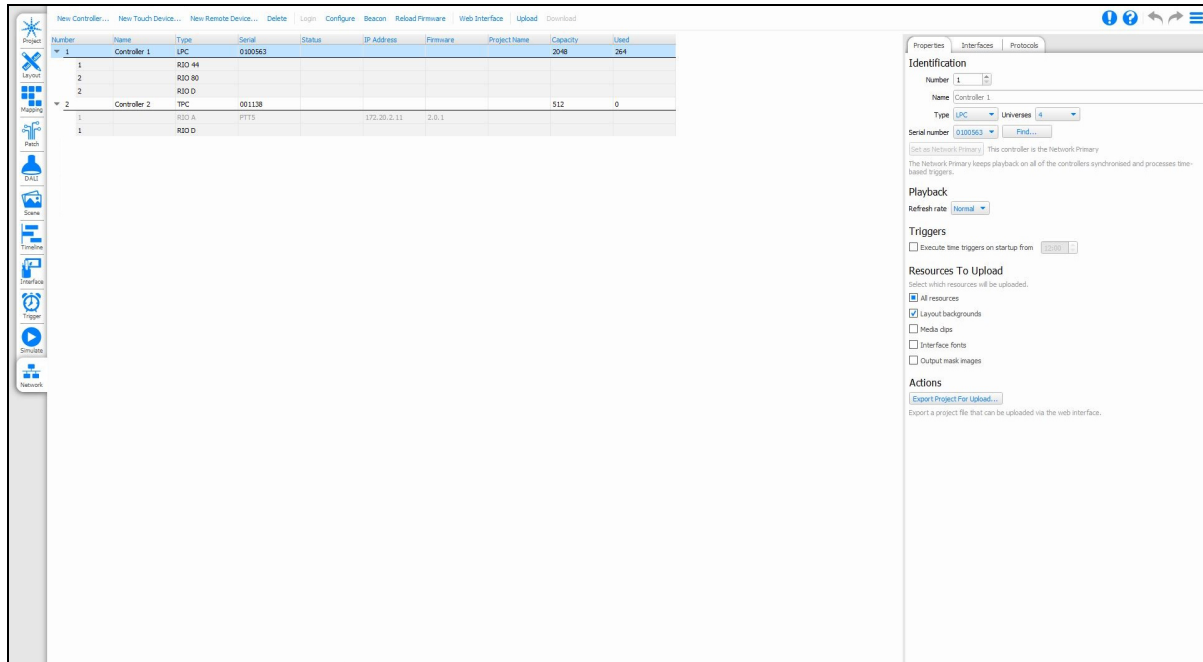 New Controller... New Touch Device... New Remote Device... Delete Login Configure Beacon Reload Firmware Web Interface Upload Download
Project
Layout
Mapping
Patch
DALI
Scene
Timeline
Interface
Trigger
Simulate
Network
Number Name Type Serial Status IP Address Firmware Project Name Capacity Used
1 Controller 1 LPC 0100563 2048 264
1 RIO 44
2 RIO 80
2 RIO D
2 Controller 2 TPC 001138 512 0
1 RIO A PTT5 172.20.2.11 2.0.1
1 RIO D
Properties Interfaces Protocols
Identification
Number 1
Name Controller 1
Type LPC Universes 4
Serial number 0100563 Find...
Set as Network Primary This controller is the Network Primary
The Network Primary keeps playback on all of the controllers synchronised and processes time-
based triggers.
Playback
Refresh rate Normal
Triggers
Execute time triggers on startup from 12:00
Resources To Upload
Select which resources will be uploaded.
All resources
Layout backgrounds
Media clips
Interface fonts
Output mask images
Actions
Export Project For Upload...
Export a project file that can be uploaded via the web interface.